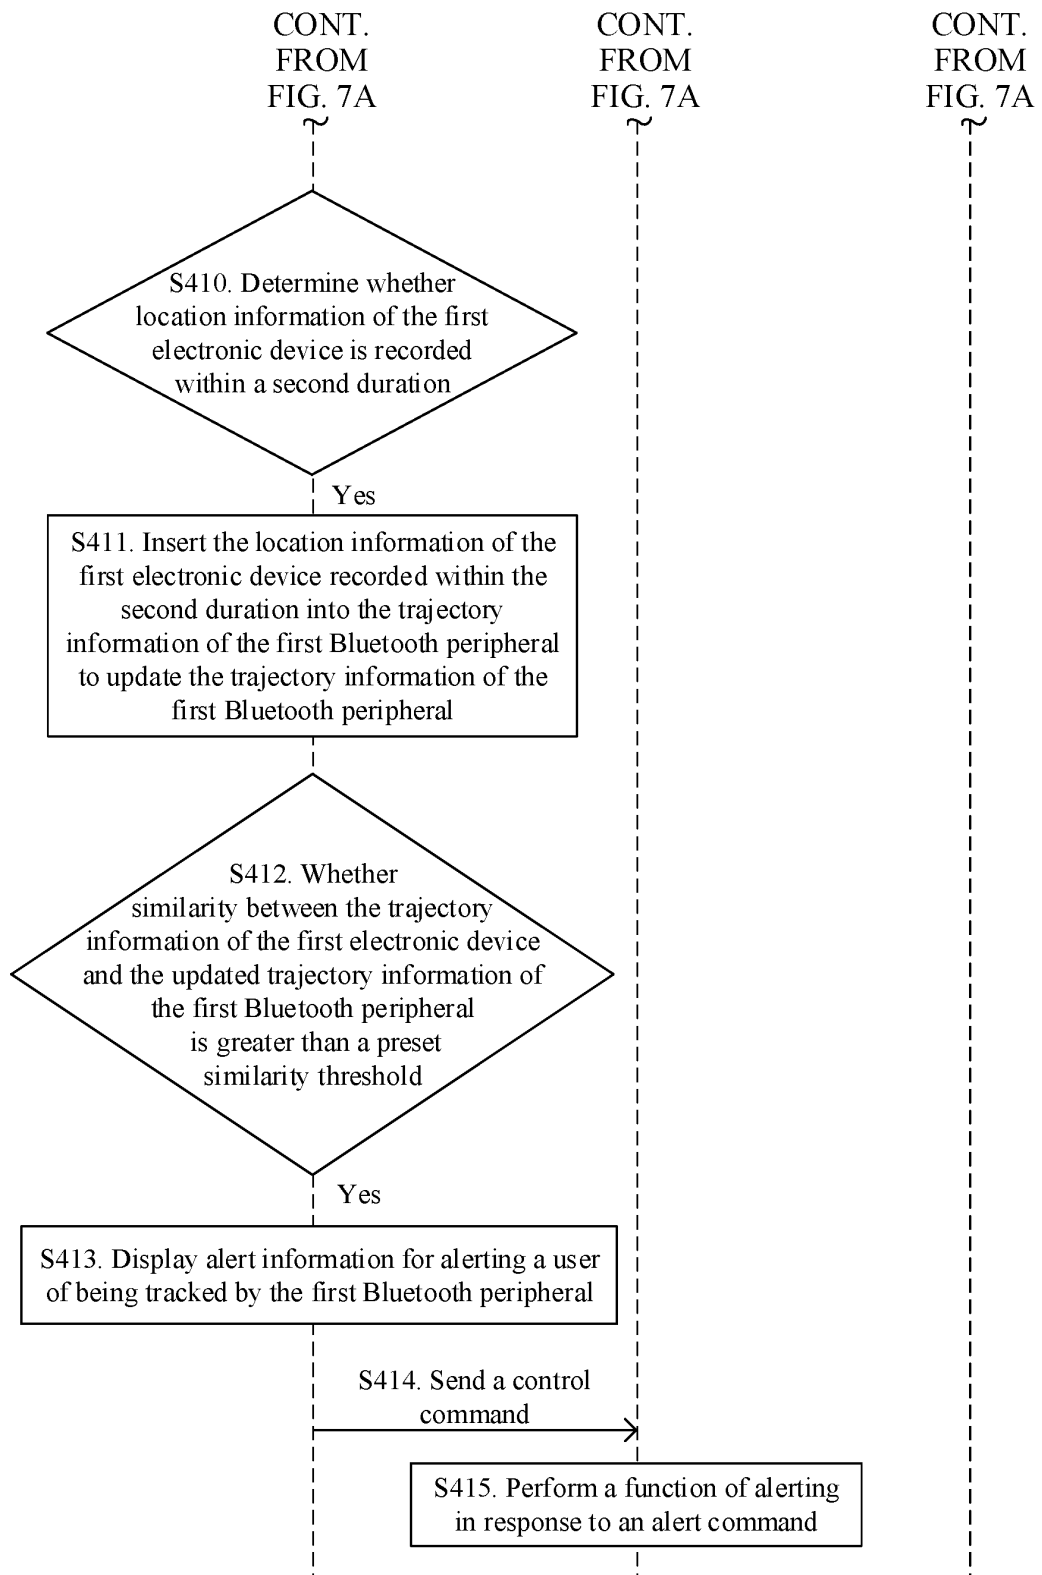 CONT.
FROM
FIG. 7A
CONT.
FROM
FIG. 7A
CONT.
FROM
FIG. 7A
S410. Determine whether
location information of the first
electronic device is recorded
within a second duration
Yes
S411. Insert the location information of the
first electronic device recorded within the
second duration into the trajectory
information of the first Bluetooth peripheral
to update the trajectory information of the
first Bluetooth peripheral
S412. Whether
similarity between the trajectory
information of the first electronic device
and the updated trajectory information of
the first Bluetooth peripheral
is greater than a preset
similarity threshold
Yes
S413. Display alert information for alerting a user
of being tracked by the first Bluetooth peripheral
S414. Send a control
command
S415. Perform a function of alerting
in response to an alert command